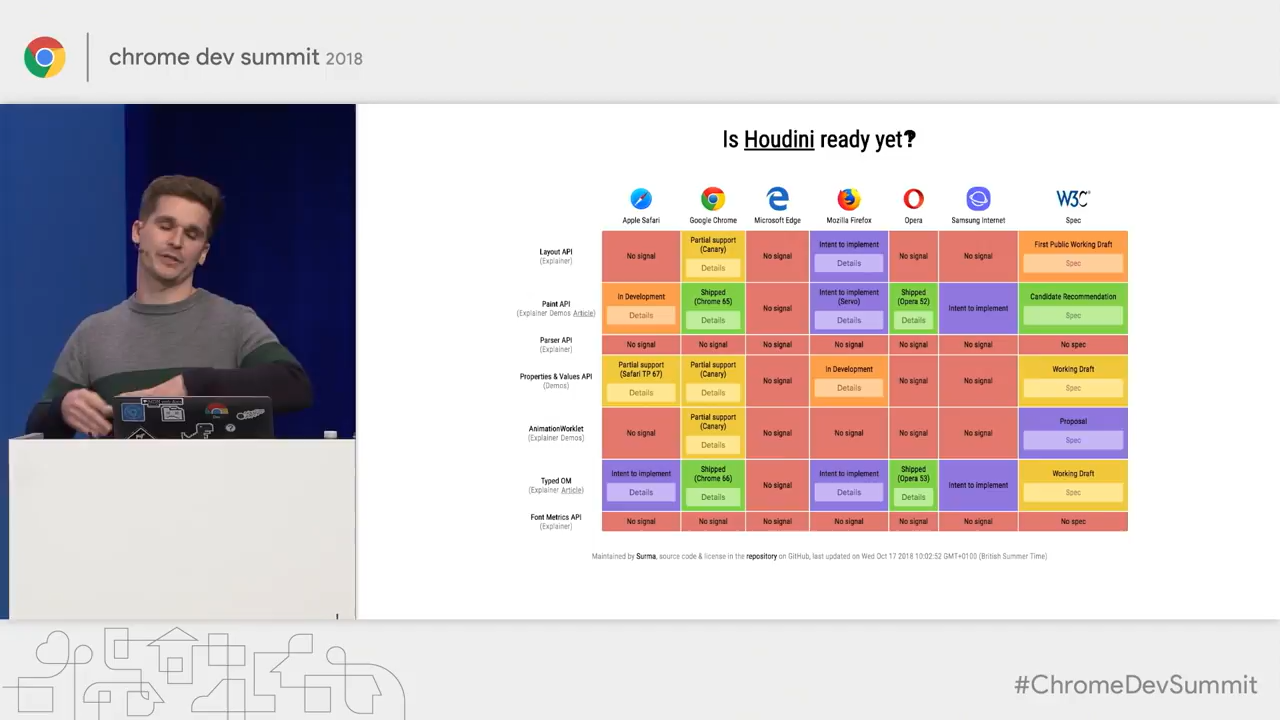 chrome dev summit 2018
Is Houdini ready yet‽
Apple Safari
Google Chrome
Microsoft Edge
Mozilla Firefox
Opera
Samsung Internet
W3C®
Spec
Layout API
(Explainer)
No signal
Partial support
(Canary)
Details
No signal
Intent to implement
Details
No signal
No signal
First Public Working Draft
Spec
Paint API
(Explainer Demos Article)
In Development
Details
Shipped
(Chrome 65)
Details
No signal
Intent to implement
(Servo)
Details
Shipped
(Opera 52)
Details
Intent to implement
Candidate Recommendation
Spec
Parser API
(Explainer)
No signal
No signal
No signal
No signal
No signal
No signal
No spec
Properties & Values API
(Demos)
Partial support
(Safari TP 67)
Details
Partial support
(Canary)
Details
No signal
In Development
Details
No signal
No signal
Working Draft
Spec
AnimationWorklet
(Explainer Demos)
No signal
Partial support
(Canary)
Details
No signal
No signal
No signal
No signal
Proposal
Spec
Typed OM
(Explainer Article)
Intent to implement
Details
Shipped
(Chrome 66)
Details
No signal
Intent to implement
Details
Shipped
(Opera 53)
Details
Intent to implement
Working Draft
Spec
Font Metrics API
(Explainer)
No signal
No signal
No signal
No signal
No signal
No signal
No spec
Maintained by Surma, source code & license in the repository on GitHub, last updated on Wed Oct 17 2018 10:02:52 GMT+0100 (British Summer Time)
#ChromeDevSummit